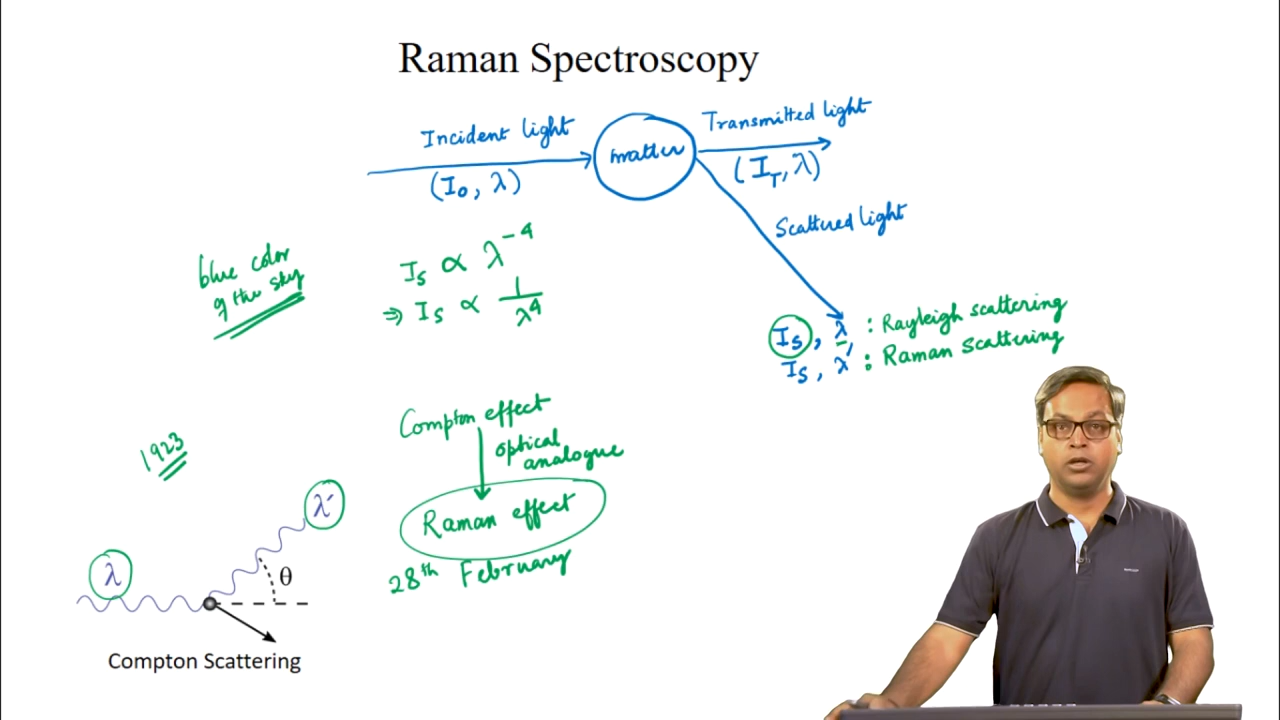 Raman Spectroscopy
Incident light
(I₀, λ)
matter
Transmitted light
(I_T, λ)
Scattered light
blue color
of the sky
I_s ∝ λ⁻⁴
⇒ I_s ∝ 1/λ⁴
I_s, λ : Rayleigh scattering
I_s, λ' : Raman Scattering
1923
Compton effect
optical
analogue
Raman effect
28th February
λ
λ'
θ
Compton Scattering